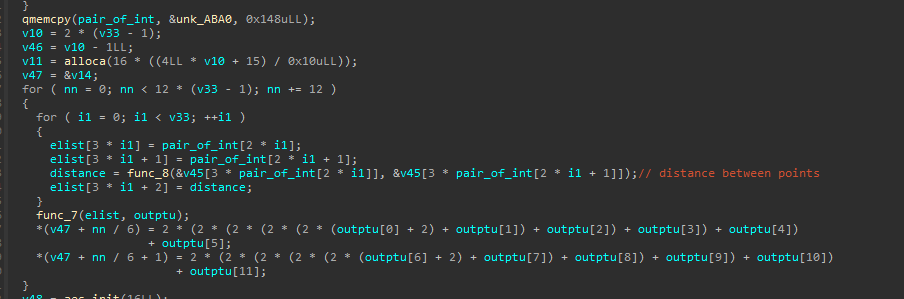 }
qmemcpy(pair_of_int, &unk_ABA0, 0x148uLL);
v10 = 2 * (v33 - 1);
v46 = v10 - 1LL;
v11 = alloca(16 * ((4LL * v10 + 15) / 0x10uLL));
v47 = &v14;
for ( nn = 0; nn < 12 * (v33 - 1); nn += 12 )
{
for ( i1 = 0; i1 < v33; ++i1 )
{
elist[3 * i1] = pair_of_int[2 * i1];
elist[3 * i1 + 1] = pair_of_int[2 * i1 + 1];
distance = func_8(&v45[3 * pair_of_int[2 * i1]], &v45[3 * pair_of_int[2 * i1 + 1]]);// distance between points
elist[3 * i1 + 2] = distance;
}
func_7(elist, outptu);
*(v47 + nn / 6) = 2 * (2 * (2 * (2 * (2 * (outptu[0] + 2) + outptu[1]) + outptu[2]) + outptu[3]) + outptu[4])
+ outptu[5];
*(v47 + nn / 6 + 1) = 2 * (2 * (2 * (2 * (2 * (outptu[6] + 2) + outptu[7]) + outptu[8]) + outptu[9]) + outptu[10])
+ outptu[11];
}
v48 = aes_init(16LL);